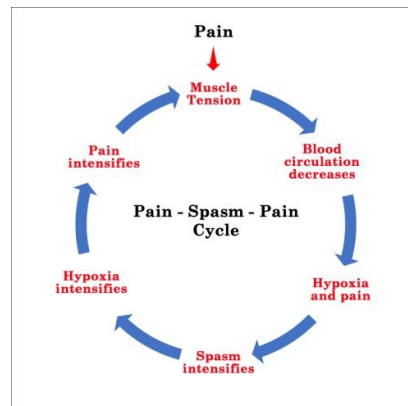 Pain
Muscle
Tension
Blood
circulation
decreases
Hypoxia
and pain
Spasm
intensifies
Hypoxia
intensifies
Pain
intensifies
Pain - Spasm - Pain
Cycle